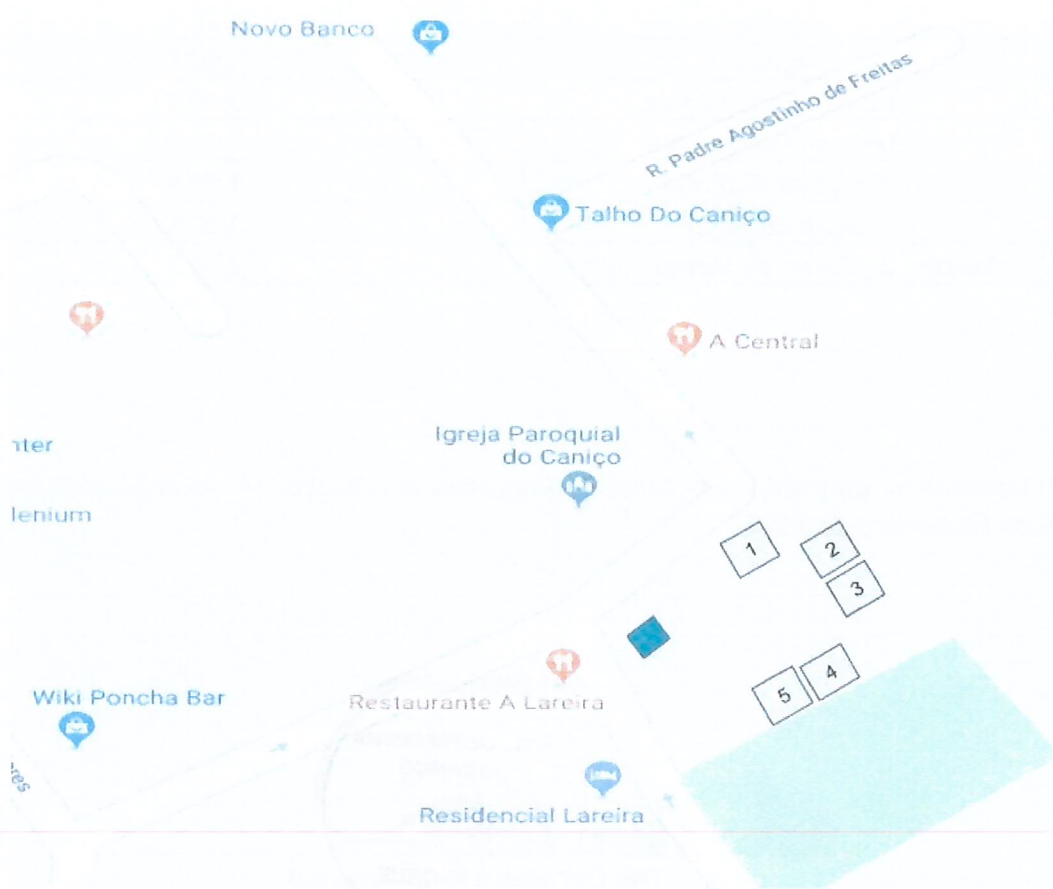 Novo Banco
R. Padre Agostinho de Freitas
Talho Do Caniço
A Central
Igreja Paroquial
do Caniço
nter
lenium
1
2
3
4
5
Restaurante A Lareira
Wiki Poncha Bar
res
Residencial Lareira